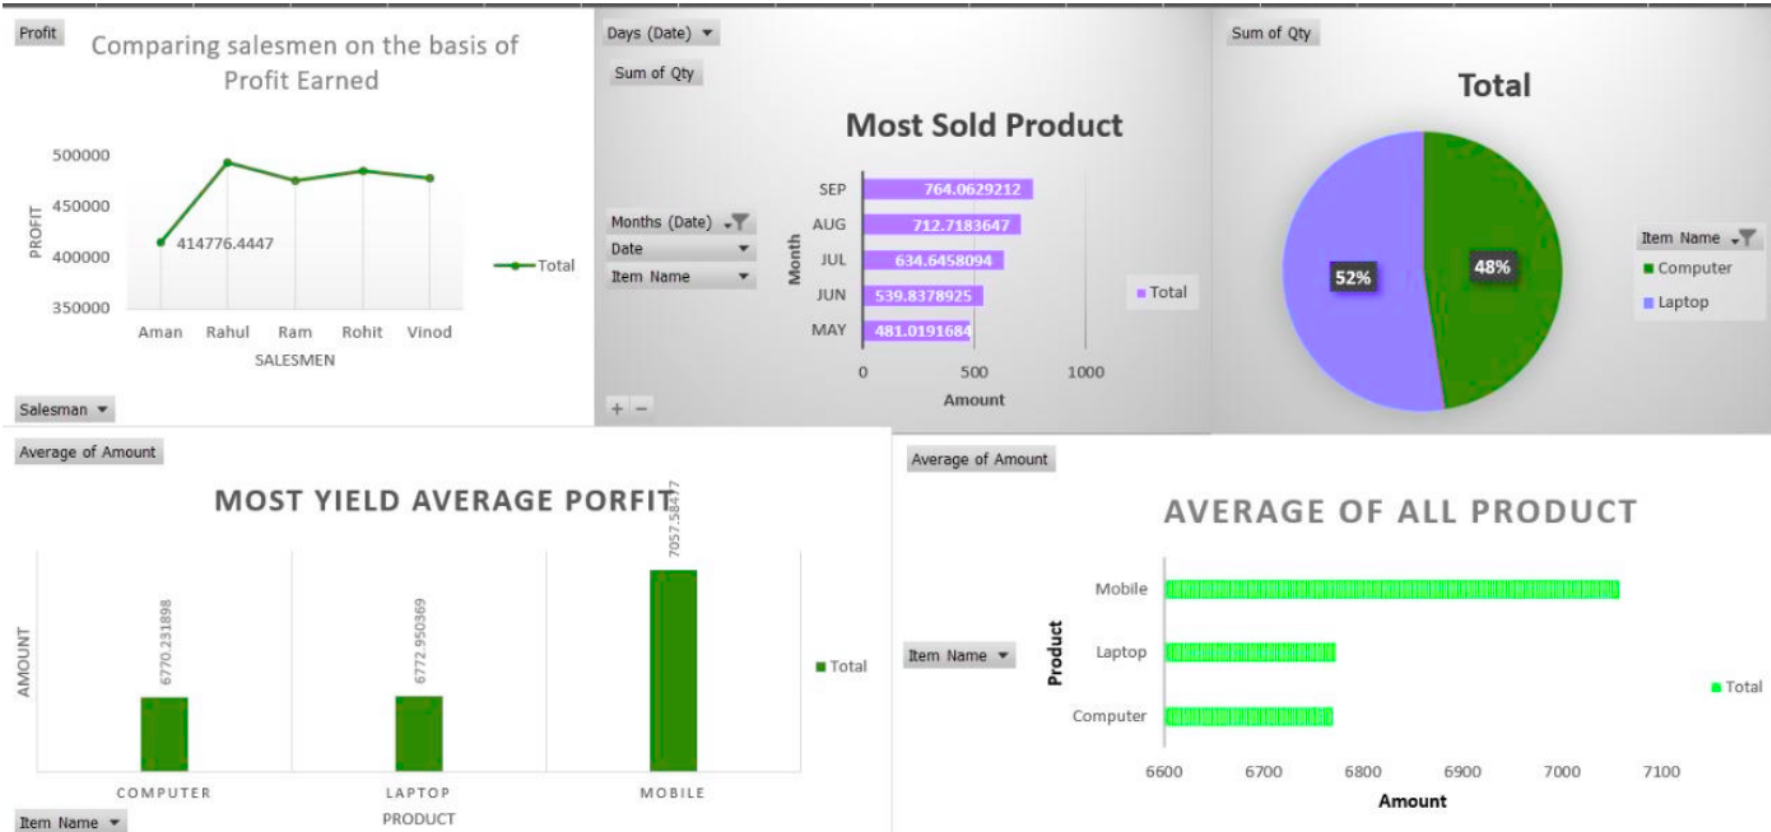 Profit
Comparing salesmen on the basis of
Profit Earned
500000
450000
400000
350000
PROFIT
414776.4447
Total
Aman Rahul Ram Rohit Vinod
SALESMEN
Salesman
Days (Date)
Sum of Qty
Most Sold Product
Months (Date)
Date
Item Name
Month
SEP 764.0629212
AUG 712.7183647
JUL 634.6458094
JUN 539.8378925
MAY 481.0191684
0 500 1000
Amount
Total
+ −
Sum of Qty
Total
52%
48%
Item Name
Computer
Laptop
Average of Amount
MOST YIELD AVERAGE PORFIT
AMOUNT
6770.231898
6772.950369
7057.58477
Total
COMPUTER LAPTOP MOBILE
PRODUCT
Item Name
Average of Amount
AVERAGE OF ALL PRODUCT
Item Name
Product
Mobile
Laptop
Computer
Total
6600 6700 6800 6900 7000 7100
Amount